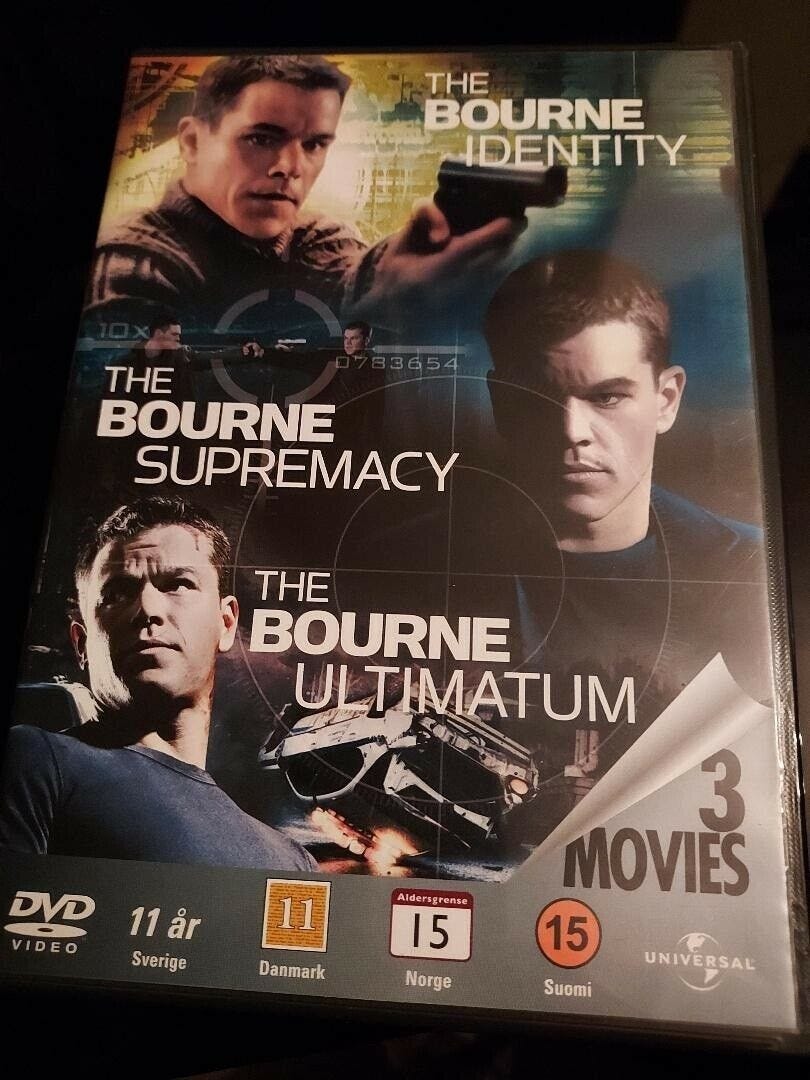 THE
BOURNE
IDENTITY
10X
0783654
THE
BOURNE
SUPREMACY
THE
BOURNE
ULTIMATUM
3
MOVIES
DVD
VIDEO
11 år
Sverige
11
Danmark
Aldersgrense
15
Norge
15
Suomi
UNIVERSAL